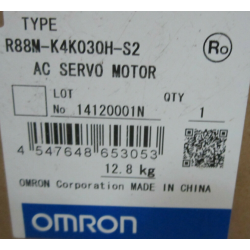 TYPE
R88M-K4K030H-S2
Ro
AC SERVO MOTOR
LOT No 14120001N
QTY 1
4 547648 653053
12.8 kg
OMRON Corporation MADE IN CHINA
OMRON